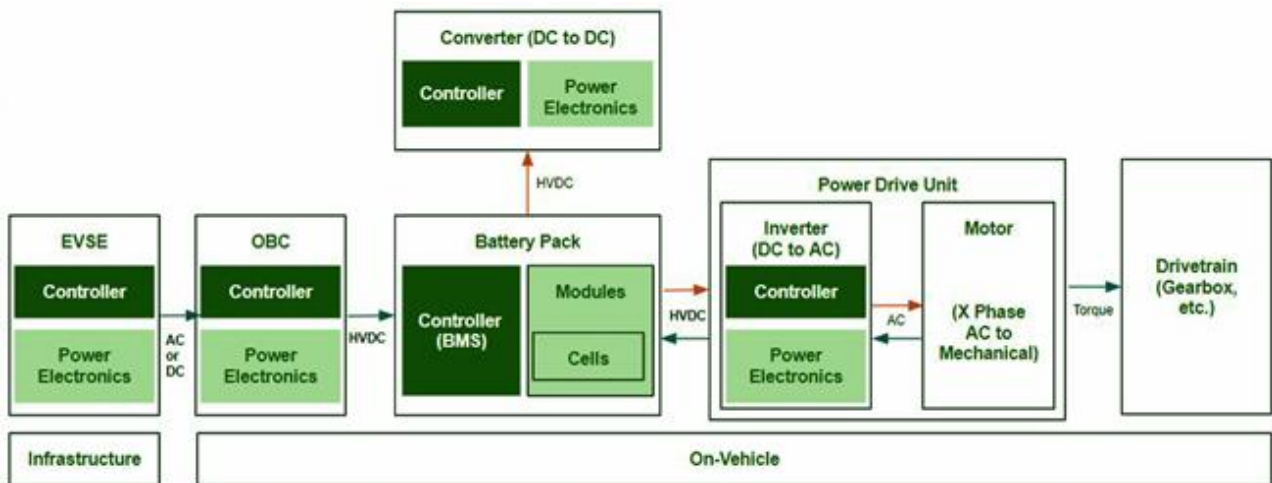 Converter (DC to DC)
Controller
Power
Electronics
HVDC
EVSE
Controller
Power
Electronics
AC
or
DC
OBC
Controller
Power
Electronics
HVDC
Battery Pack
Controller
(BMS)
Modules
Cells
HVDC
Power Drive Unit
Inverter
(DC to AC)
Controller
Power
Electronics
AC
Motor
(X Phase
AC to
Mechanical)
Torque
Drivetrain
(Gearbox,
etc.)
Infrastructure
On-Vehicle